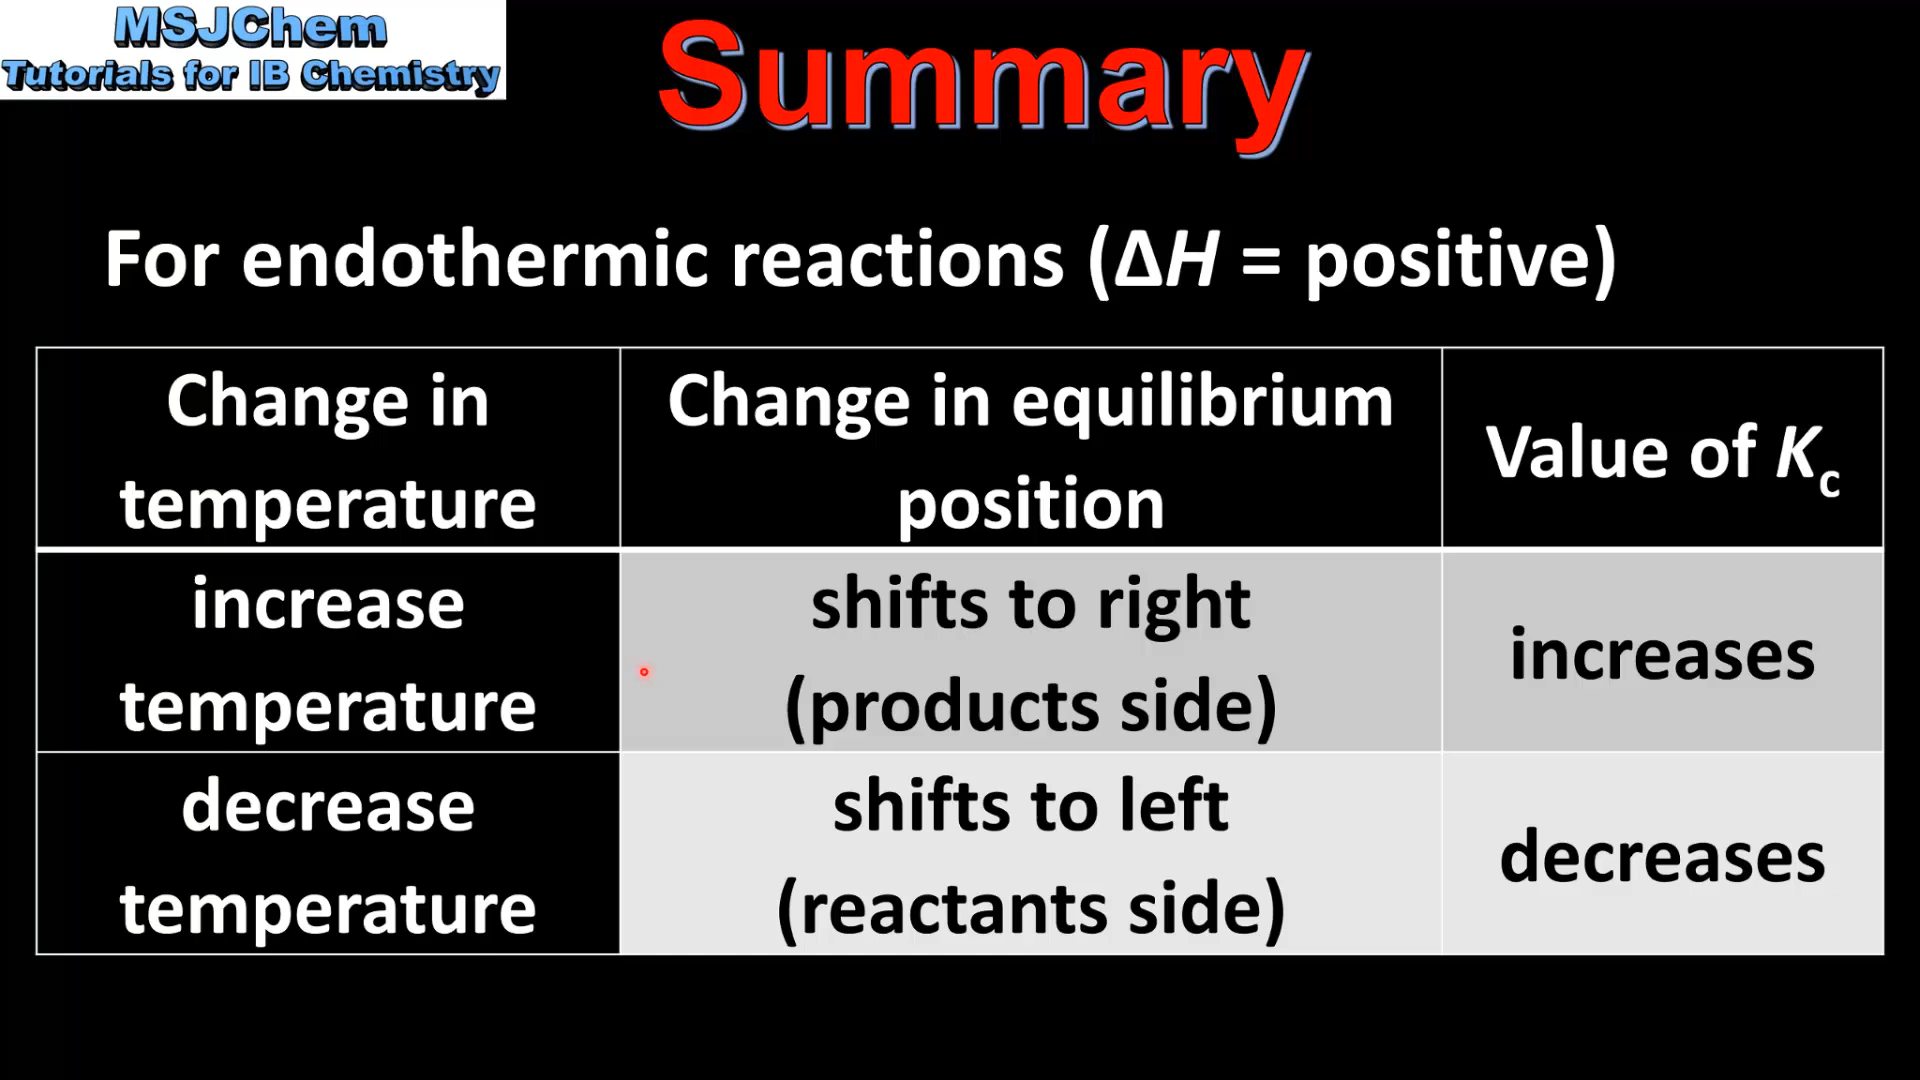 MSJChem
Tutorials for IB Chemistry
Summary
For endothermic reactions (ΔH = positive)
Change in
temperature
Change in equilibrium
position
Value of Kc
increase
temperature
shifts to right
(products side)
increases
decrease
temperature
shifts to left
(reactants side)
decreases